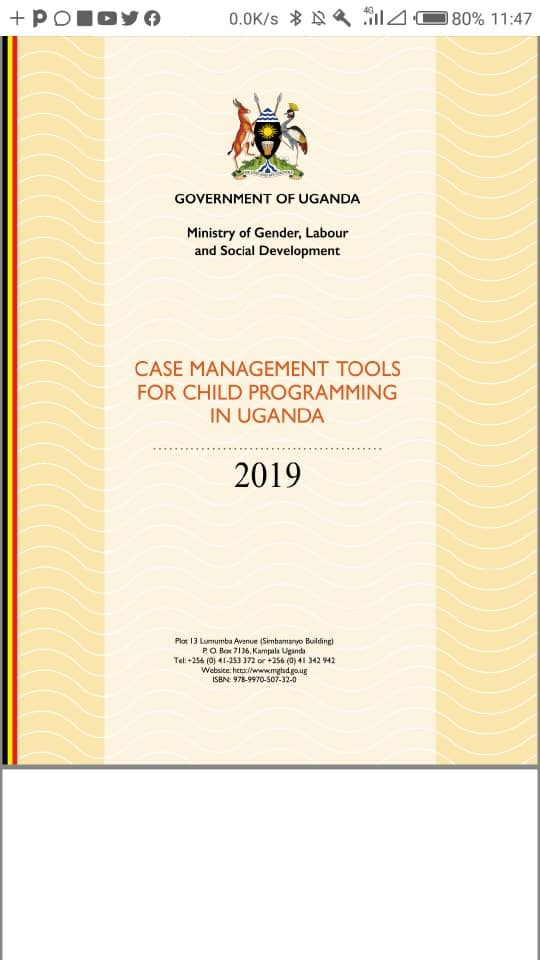 0.0K/s 4G 80% 11:47
GOVERNMENT OF UGANDA
Ministry of Gender, Labour
and Social Development
CASE MANAGEMENT TOOLS
FOR CHILD PROGRAMMING
IN UGANDA
2019
Plot 13 Lumumba Avenue (Simbamanyo Building)
P. O. Box 7136, Kampala Uganda
Tel: +256 (0) 41-253 372 or +256 (0) 41 342 942
Website: http://www.mglsd.go.ug
ISBN: 978-9970-507-32-0